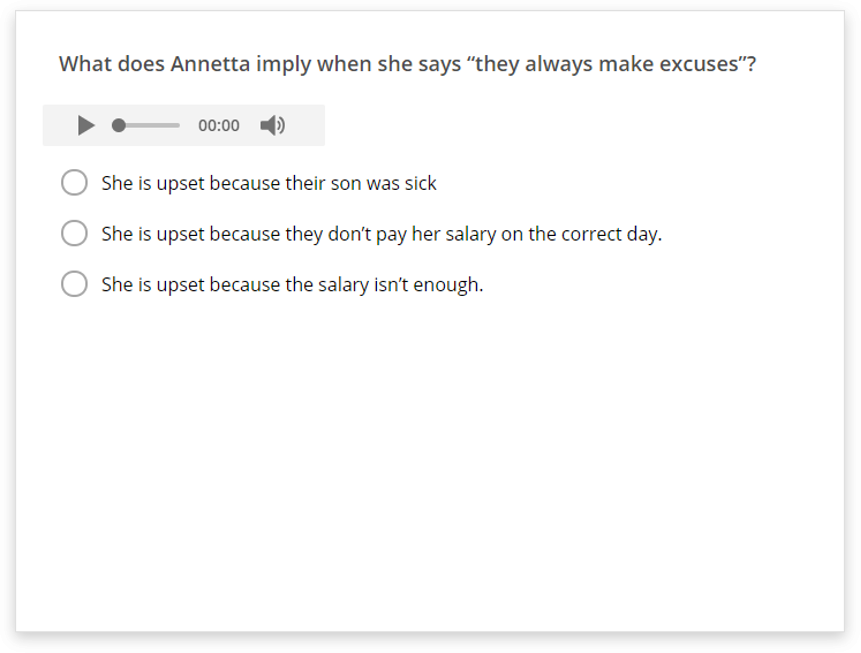 What does Annetta imply when she says “they always make excuses”?
00:00
She is upset because their son was sick
She is upset because they don’t pay her salary on the correct day.
She is upset because the salary isn’t enough.